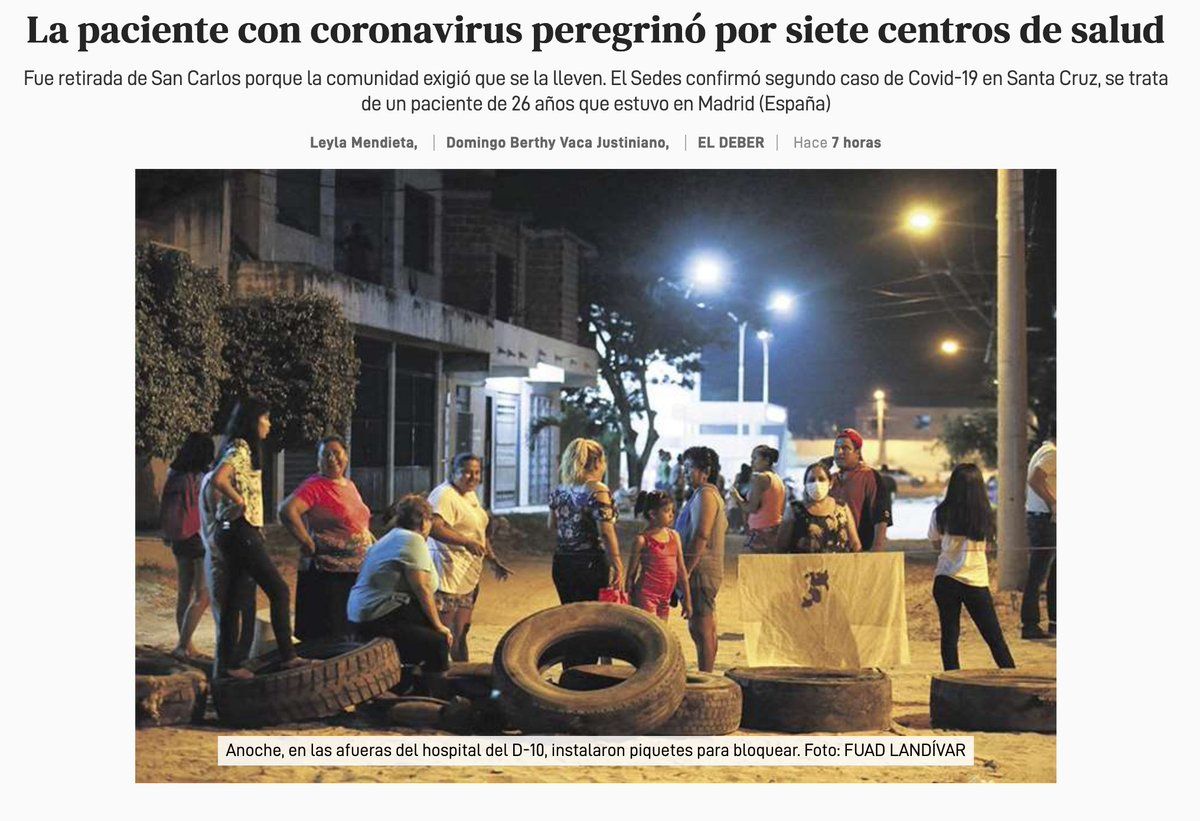 La paciente con coronavirus peregrinó por siete centros de salud
Fue retirada de San Carlos porque la comunidad exigió que se la lleven. El Sedes confirmó segundo caso de Covid-19 en Santa Cruz, se trata
de un paciente de 26 años que estuvo en Madrid (España)
Leyla Mendieta, | Domingo Berthy Vaca Justiniano, | EL DEBER | Hace 7 horas
Anoche, en las afueras del hospital del D-10, instalaron piquetes para bloquear. Foto: FUAD LANDÍVAR